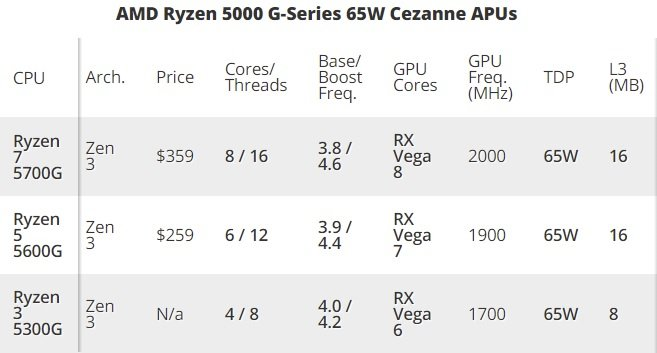 AMD Ryzen 5000 G-Series 65W Cezanne APUs
CPU Arch. Price Cores/ Threads Base/ Boost Freq. GPU Cores GPU Freq. (MHz) TDP L3 (MB)
Ryzen 7 5700G Zen 3 $359 8 / 16 3.8 / 4.6 RX Vega 8 2000 65W 16
Ryzen 5 5600G Zen 3 $259 6 / 12 3.9 / 4.4 RX Vega 7 1900 65W 16
Ryzen 3 5300G Zen 3 N/a 4 / 8 4.0 / 4.2 RX Vega 6 1700 65W 8